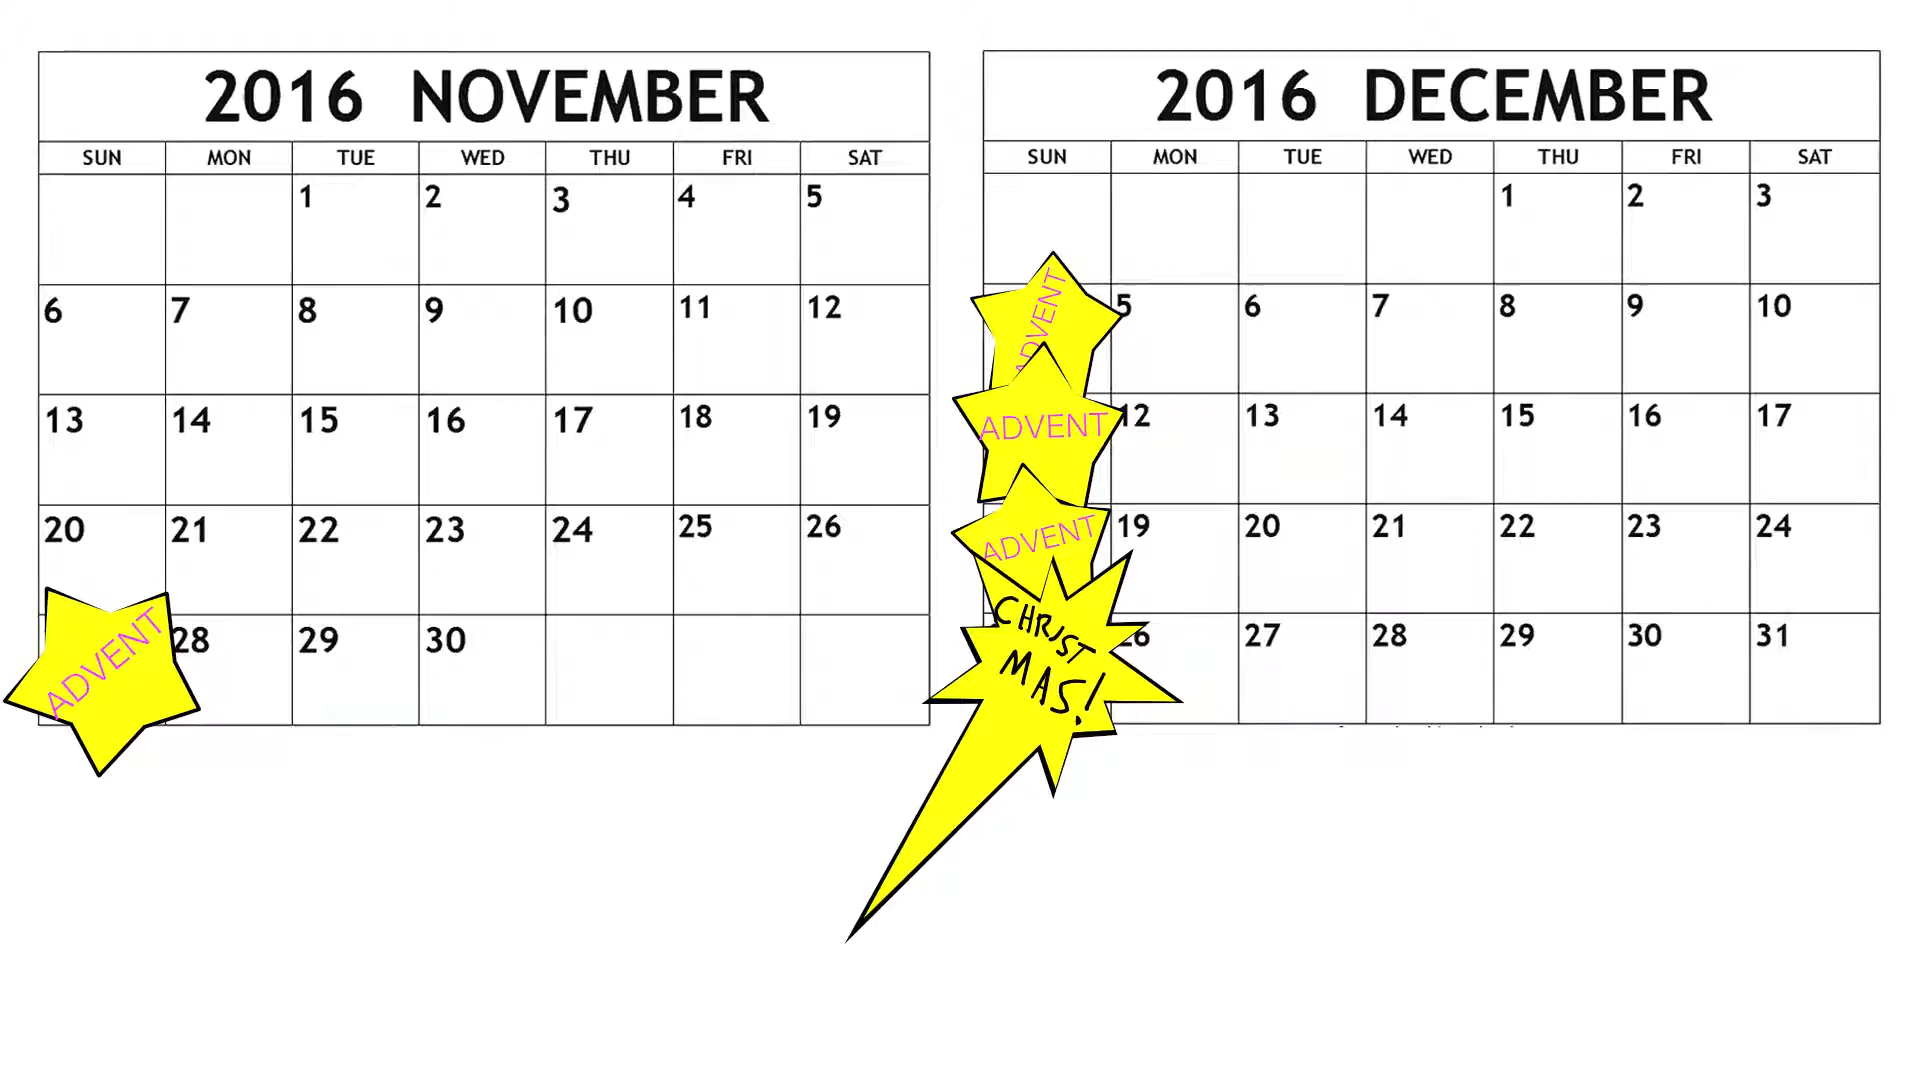 2016 NOVEMBER
SUN MON TUE WED THU FRI SAT
1 2 3 4 5
6 7 8 9 10 11 12
13 14 15 16 17 18 19
20 21 22 23 24 25 26
28 29 30
ADVENT
2016 DECEMBER
SUN MON TUE WED THU FRI SAT
1 2 3
5 6 7 8 9 10
ADVENT
12 13 14 15 16 17
ADVENT
19 20 21 22 23 24
ADVENT
26 27 28 29 30 31
CHRIST
MAS!